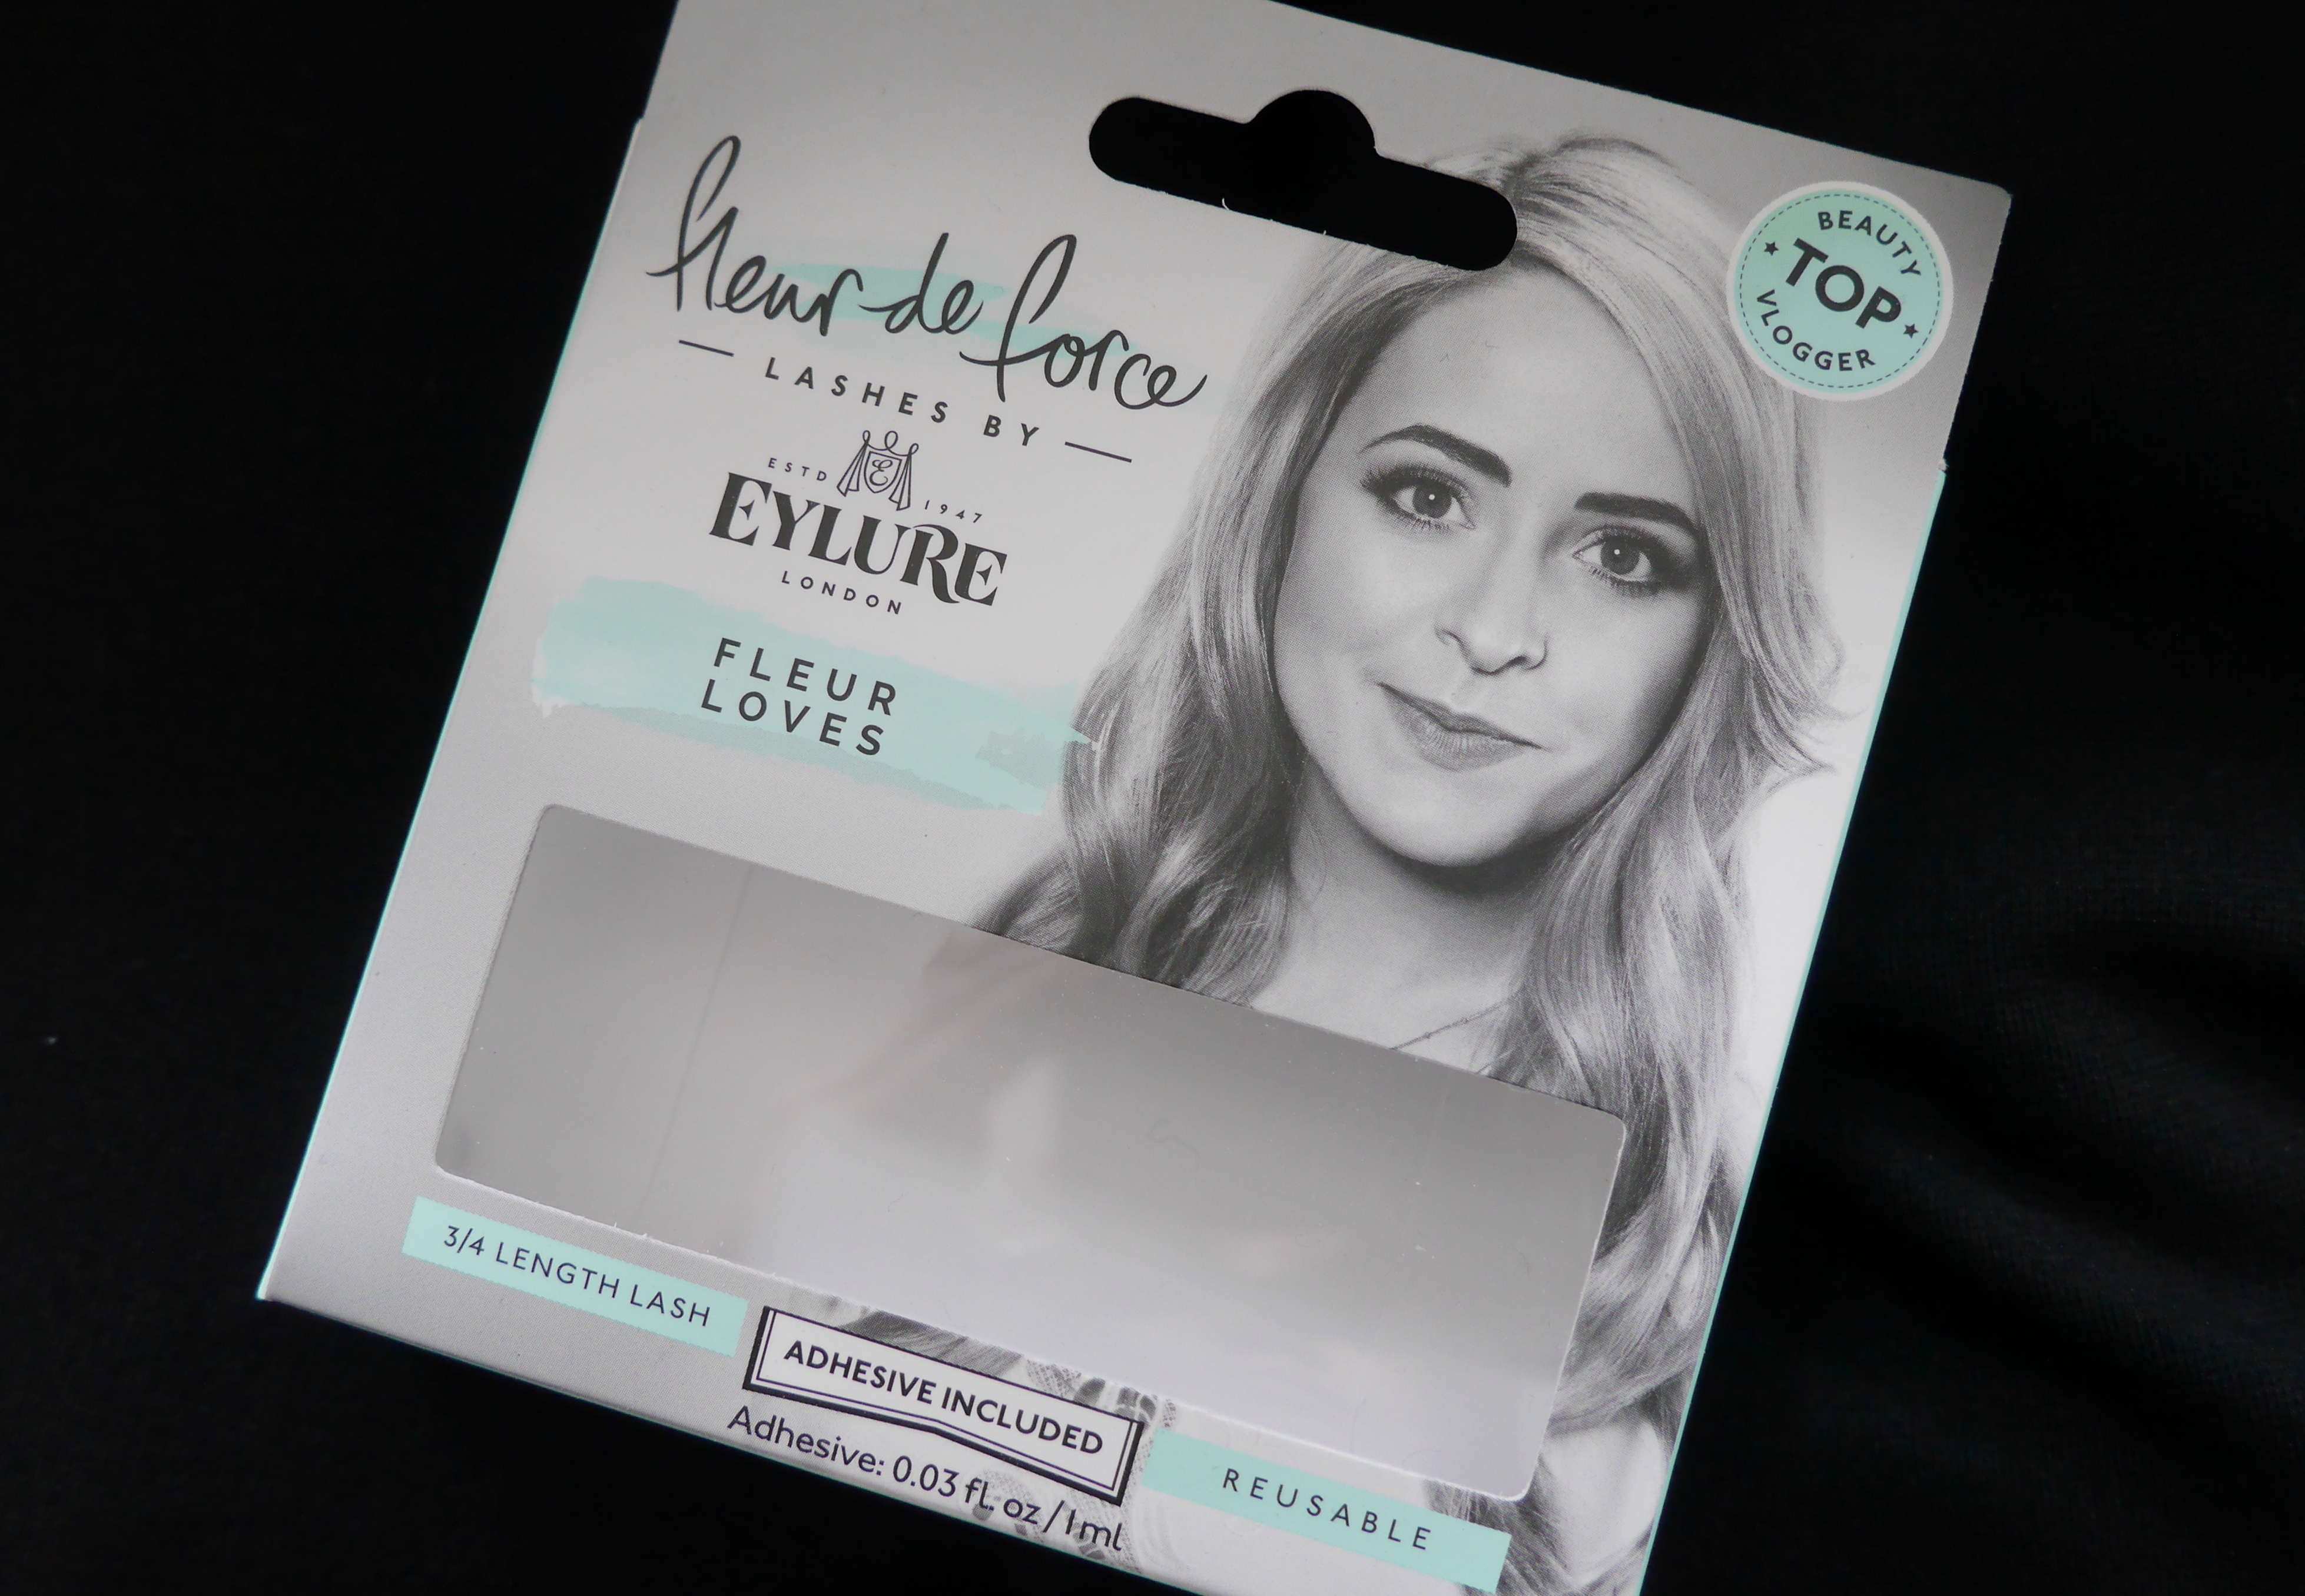 fleur de force
LASHES BY
ESTD E 1947
EYLURE
LONDON
FLEUR
LOVES
BEAUTY
TOP
VLOGGER
3/4 LENGTH LASH
ADHESIVE INCLUDED
Adhesive: 0.03 fl. oz / 1ml
REUSABLE